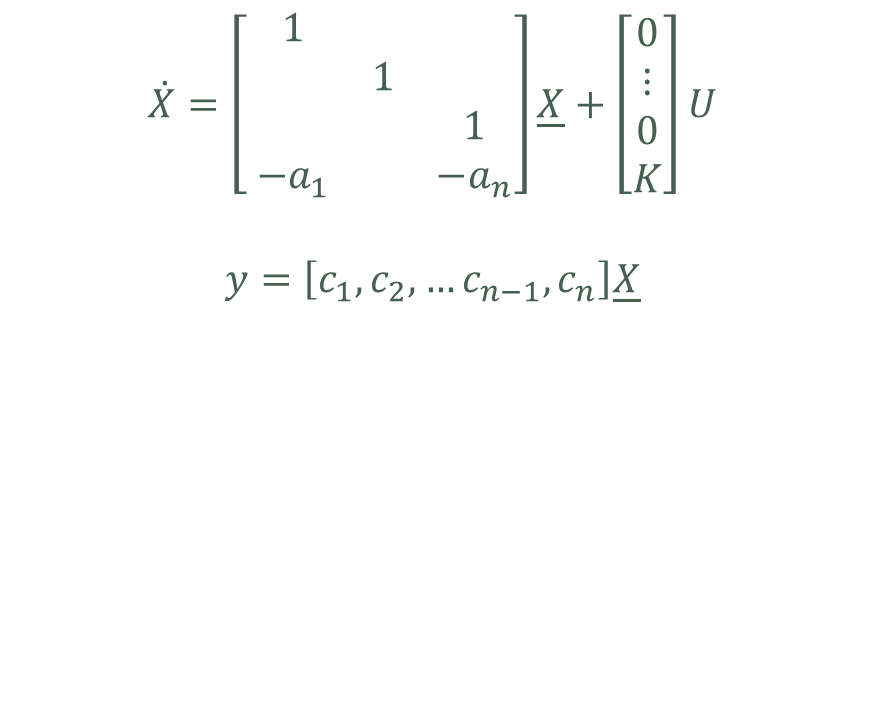 Ẋ = [1 1 1 −a₁ −aₙ] X + [0 ⋮ 0 K] U
y = [c₁, c₂, … cₙ₋₁, cₙ] X